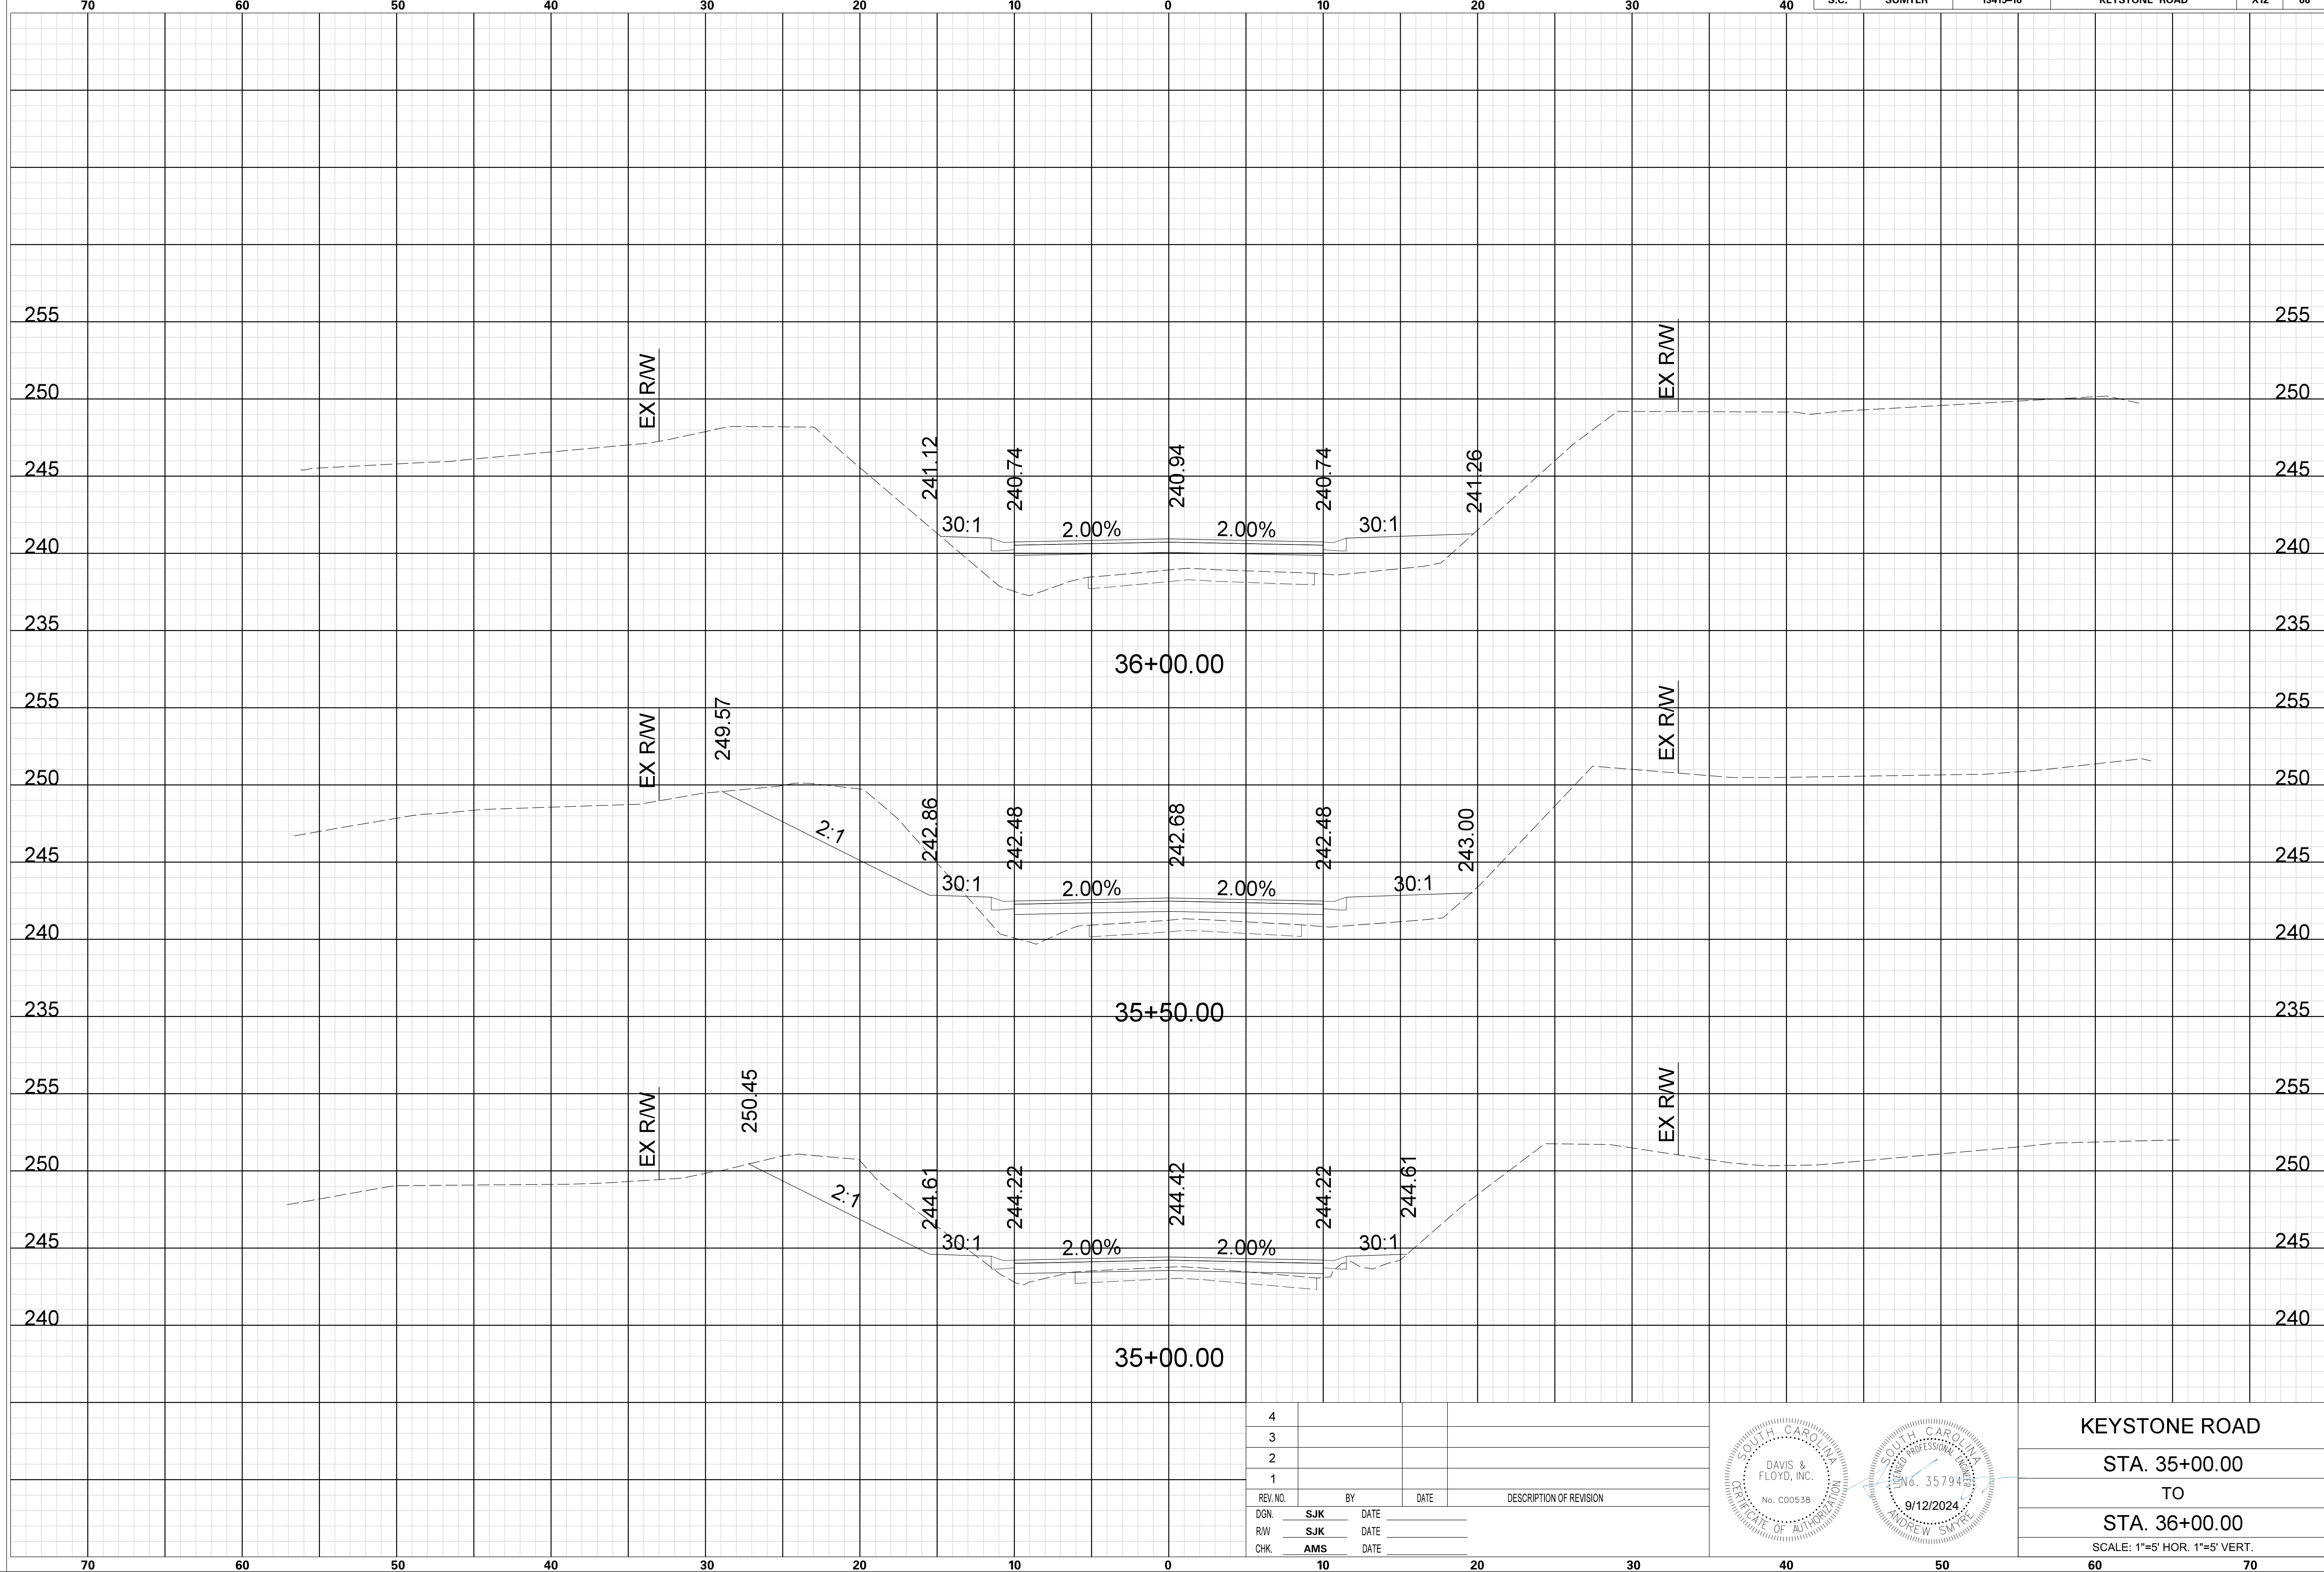 70 60 50 40 30 20 10 0 10 20 30 40 S.C. SUMTER 13415-18 KEYSTONE ROAD X12 68
255 255
EX R/W EX R/W
250 250
245 241.12 240.74 240.94 240.74 241.26 245
30:1 2.00% 2.00% 30:1
240 240
235 235
36+00.00
255 255
EX R/W 249.57 EX R/W
250 250
2:1 242.86 242.48 242.68 242.48 243.00
245 245
30:1 2.00% 2.00% 30:1
240 240
235 35+50.00 235
255 255
EX R/W 250.45 EX R/W
250 250
2:1 244.61 244.22 244.42 244.22 244.61
245 30:1 2.00% 2.00% 30:1 245
240 240
35+00.00
4
3
2
1
REV. NO. BY DATE DESCRIPTION OF REVISION
DGN. SJK DATE
R/W SJK DATE
CHK. AMS DATE
SOUTH CAROLINA
DAVIS &
FLOYD, INC.
No. C00538
CERTIFICATE OF AUTHORIZATION
SOUTH CAROLINA
LICENSED PROFESSIONAL ENGINEER
No. 35794
9/12/2024
ANDREW SMYRE
KEYSTONE ROAD
STA. 35+00.00
TO
STA. 36+00.00
SCALE: 1"=5' HOR. 1"=5' VERT.
70 60 50 40 30 20 10 0 10 20 30 40 50 60 70